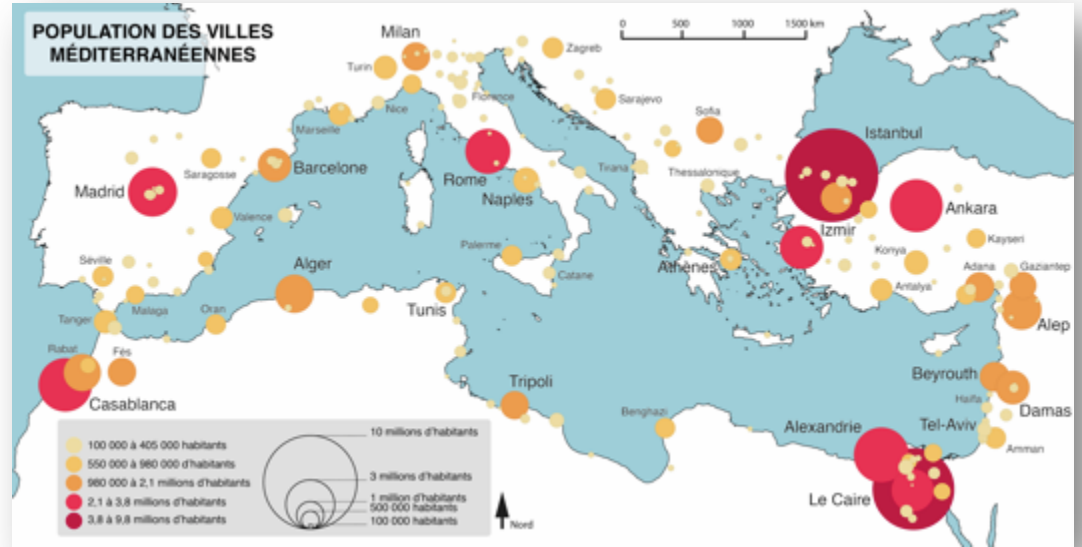 POPULATION DES VILLES
MÉDITERRANÉENNES
0
500
1000
1500 km
Milan
Turin
Zagreb
Nice
Florence
Sarajevo
Marseille
Sofia
Istanbul
Saragosse
Barcelone
Madrid
Rome
Naples
Tirana
Thessalonique
Ankara
Valence
Izmir
Konya
Kayseri
Séville
Palerme
Catane
Athènes
Alger
Adana
Gaziantep
Antalya
Malaga
Oran
Tunis
Tanger
Alep
Rabat
Fès
Casablanca
Tripoli
Beyrouth
Damas
Haïfa
Benghazi
Alexandrie
Tel-Aviv
Amman
Le Caire
100 000 à 405 000 habitants
550 000 à 980 000 d'habitants
980 000 à 2,1 millions d'habitants
2,1 à 3,8 millions d'habitants
3,8 à 9,8 millions d'habitants
10 millions d'habitants
3 millions d'habitants
1 million d'habitants
500 000 habitants
100 000 habitants
Nord